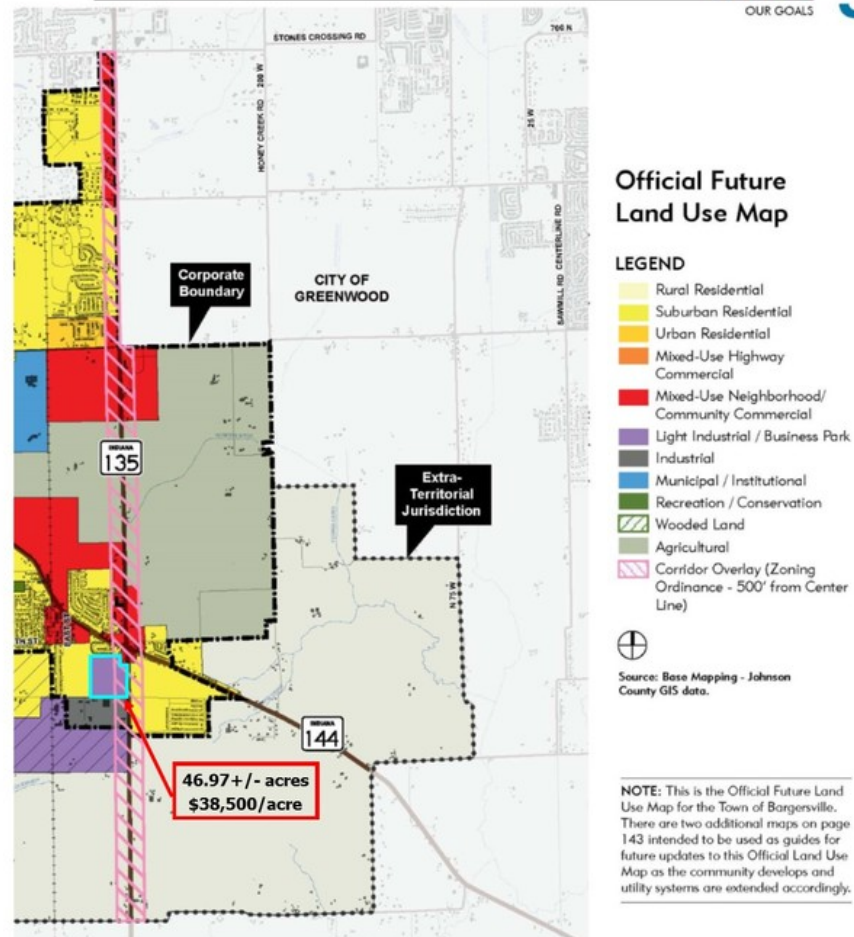 OUR GOALS
STONES CROSSING RD
700 N
HONEY CREEK RD 200 W
25 W
SAWMILL RD CENTERLINE RD
Official Future
Land Use Map
Corporate
Boundary
CITY OF
GREENWOOD
LEGEND
Rural Residential
Suburban Residential
Urban Residential
Mixed-Use Highway
Commercial
Mixed-Use Neighborhood/
Community Commercial
Light Industrial / Business Park
Industrial
Municipal / Institutional
Recreation / Conservation
Wooded Land
Agricultural
Corridor Overlay (Zoning
Ordinance - 500' from Center
Line)
INDIANA
135
Extra-
Territorial
Jurisdiction
N 75 W
EAST ST
Source: Base Mapping - Johnson
County GIS data.
INDIANA
144
46.97+/- acres
$38,500/acre
NOTE: This is the Official Future Land
Use Map for the Town of Bargersville.
There are two additional maps on page
143 intended to be used as guides for
future updates to this Official Land Use
Map as the community develops and
utility systems are extended accordingly.